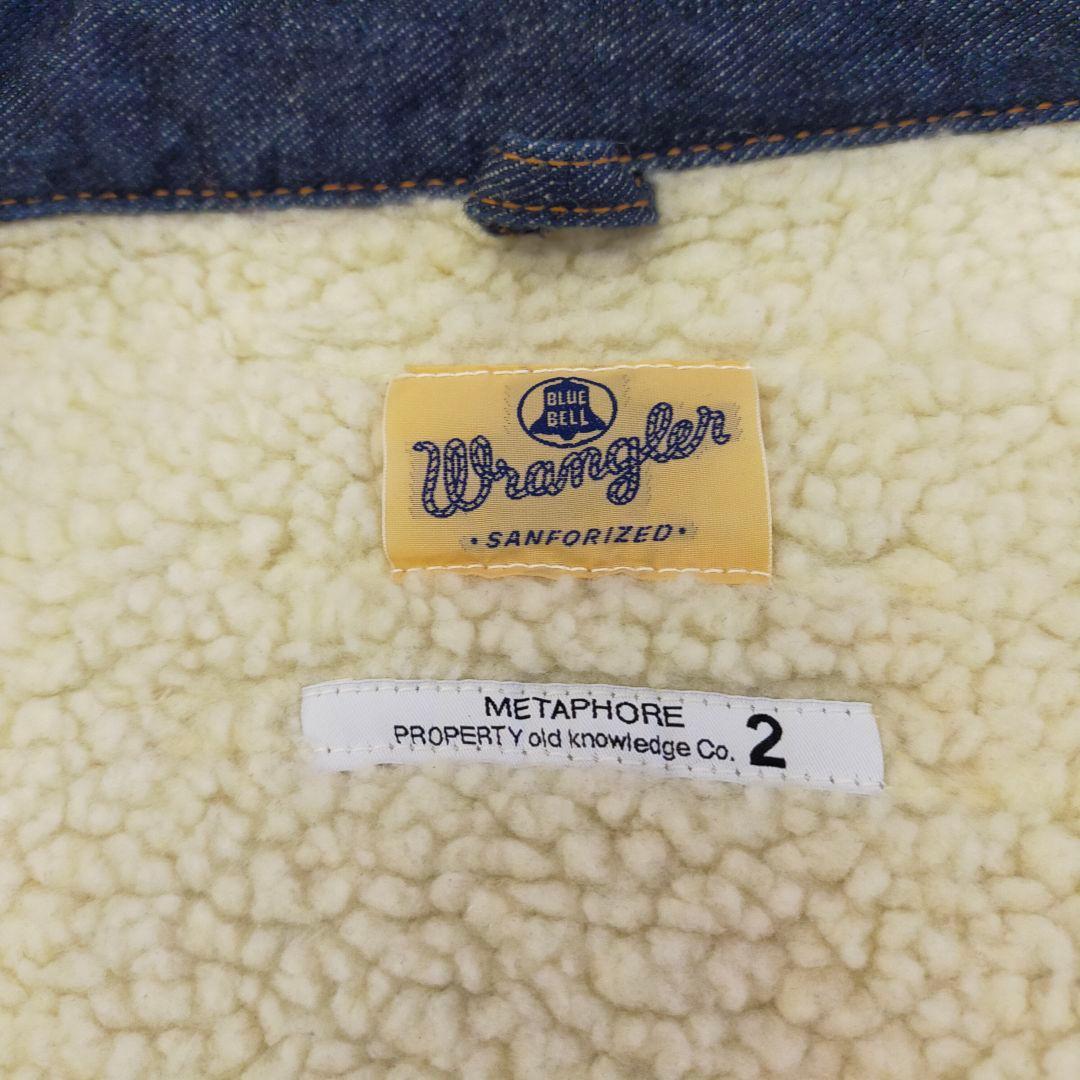 BLUE
BELL
Wrangler
• SANFORIZED •
METAPHORE
PROPERTY old knowledge Co. 2